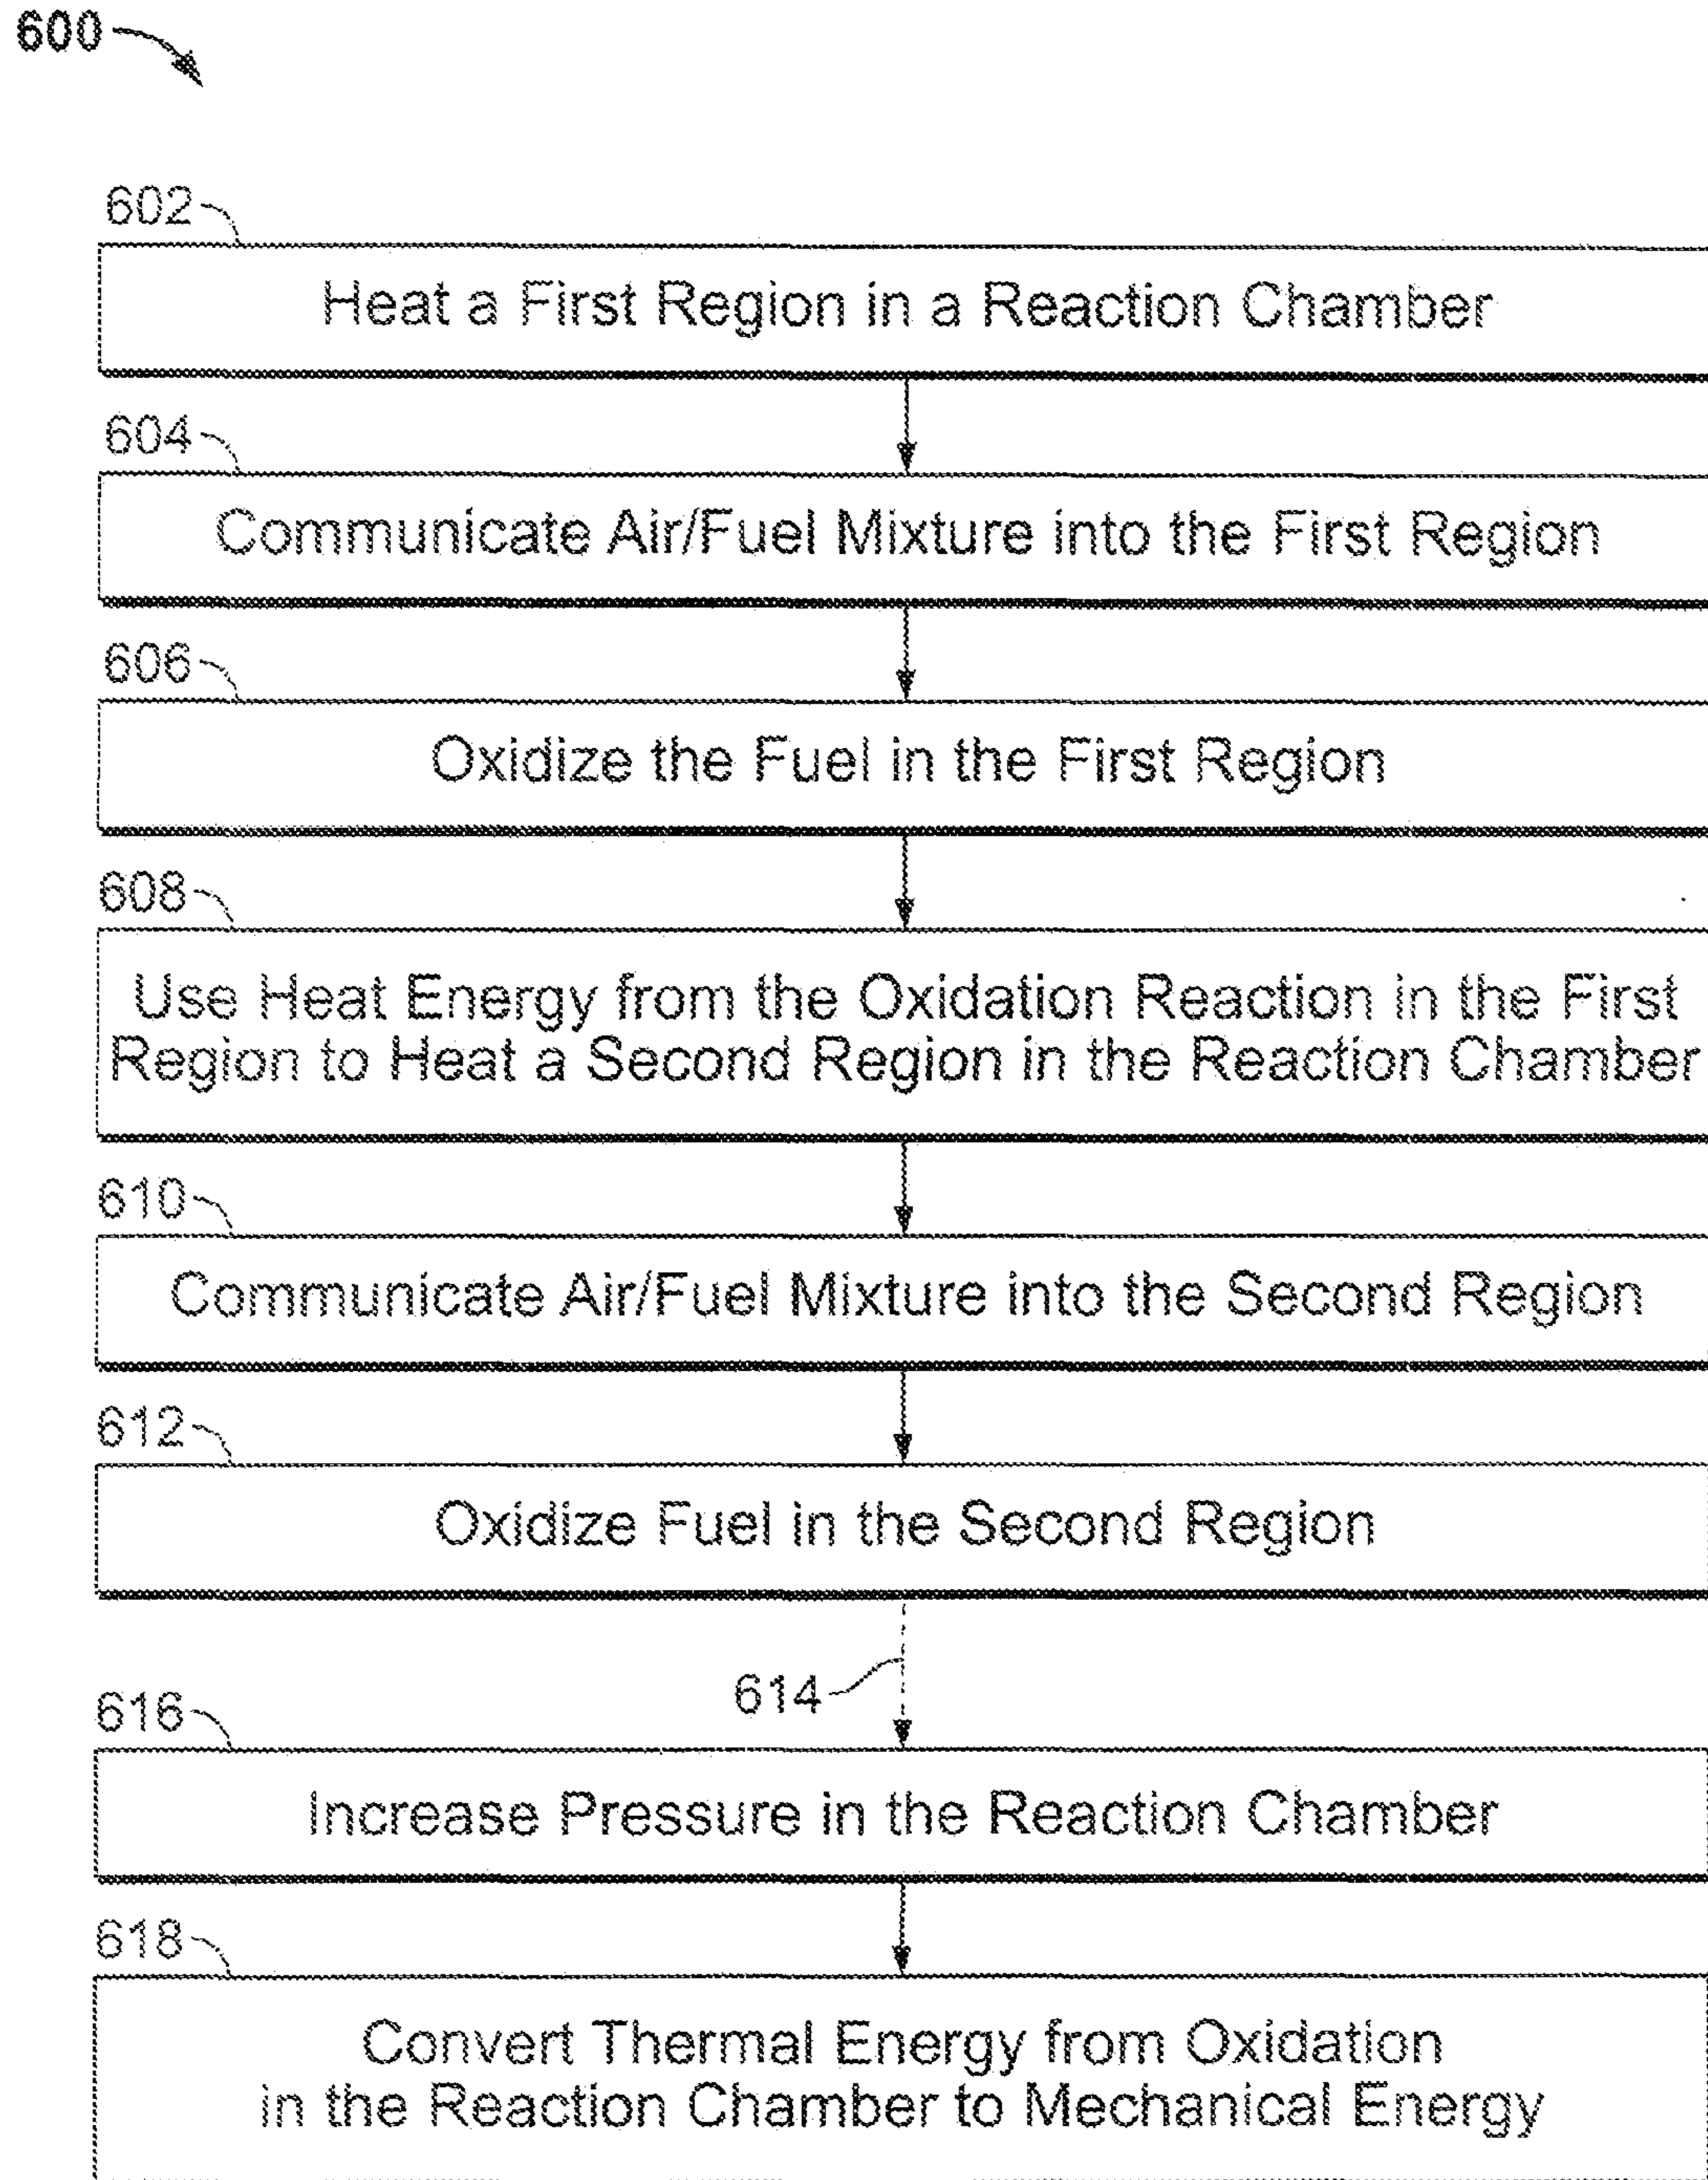 600
602
Heat a First Region in a Reaction Chamber
604
Communicate Air/Fuel Mixture into the First Region
606
Oxidize the Fuel in the First Region
608
Use Heat Energy from the Oxidation Reaction in the First
Region to Heat a Second Region in the Reaction Chamber
610
Communicate Air/Fuel Mixture into the Second Region
612
Oxidize Fuel in the Second Region
614
616
Increase Pressure in the Reaction Chamber
618
Convert Thermal Energy from Oxidation
in the Reaction Chamber to Mechanical Energy